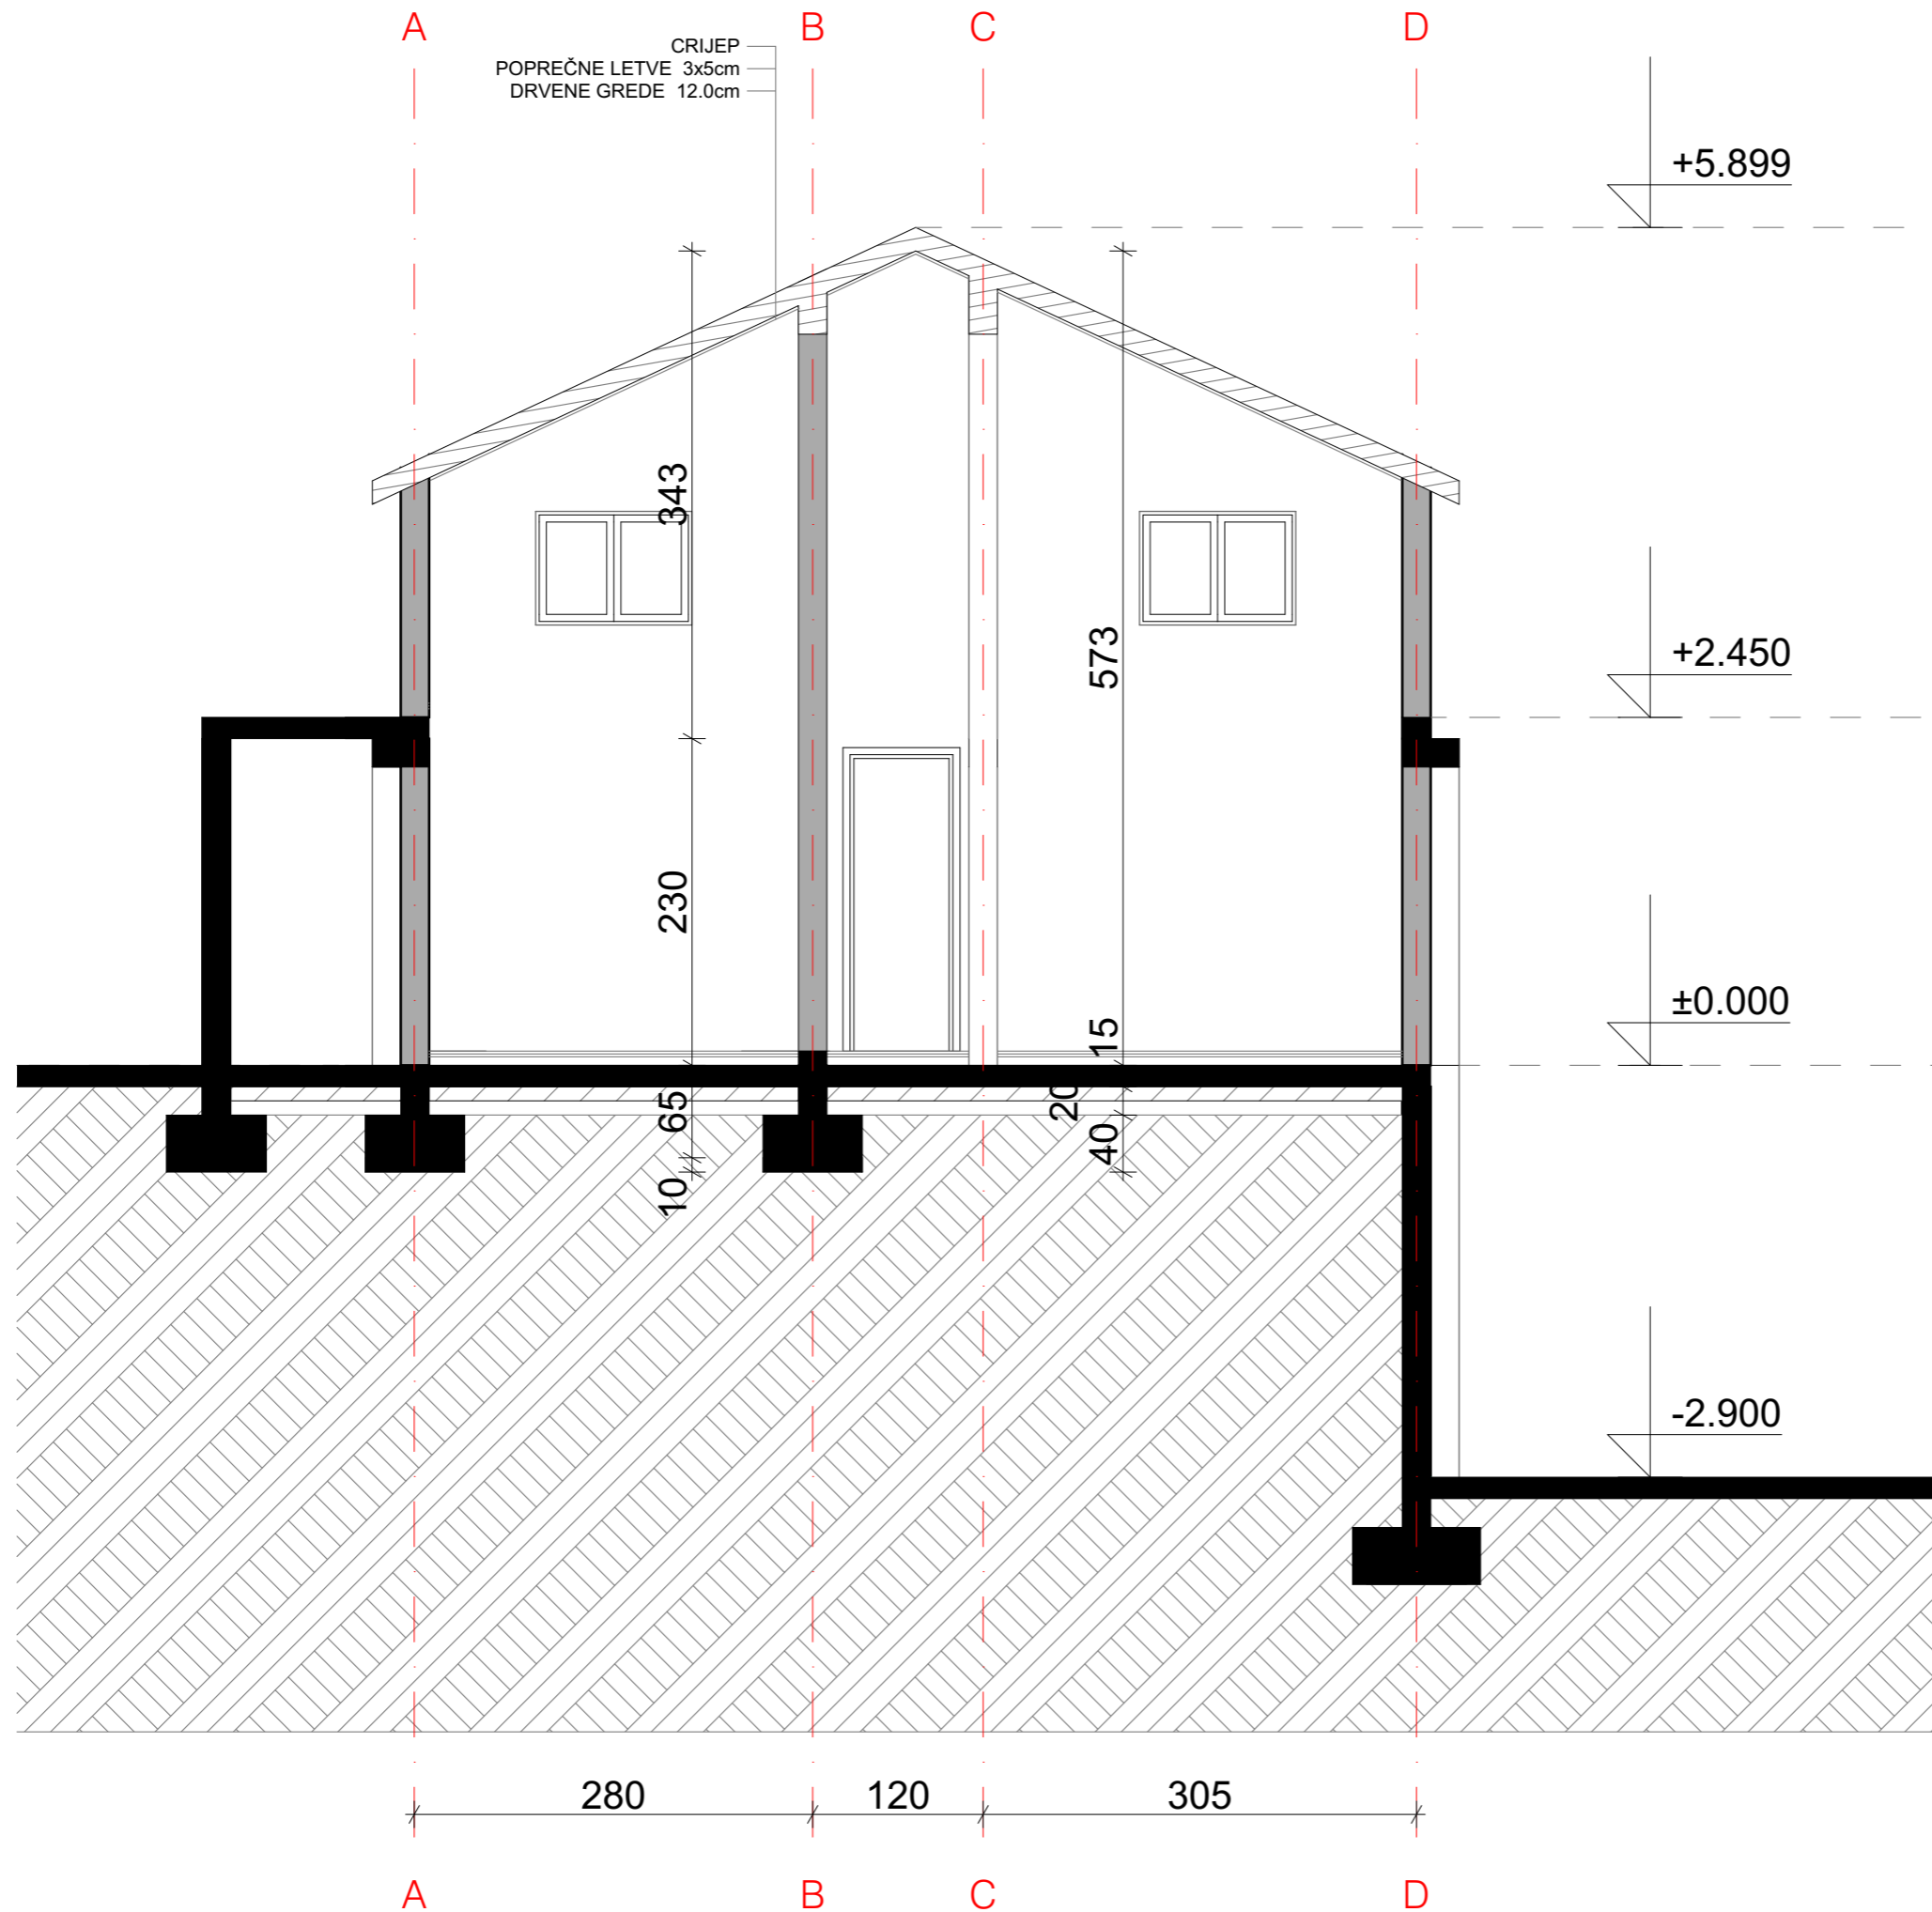 A B C D
CRIJEP
POPREČNE LETVE 3x5cm
DRVENE GREDE 12.0cm
+5.899
343
573
+2.450
230
±0.000
15
65
20
40
10
-2.900
280 120 305
A B C D